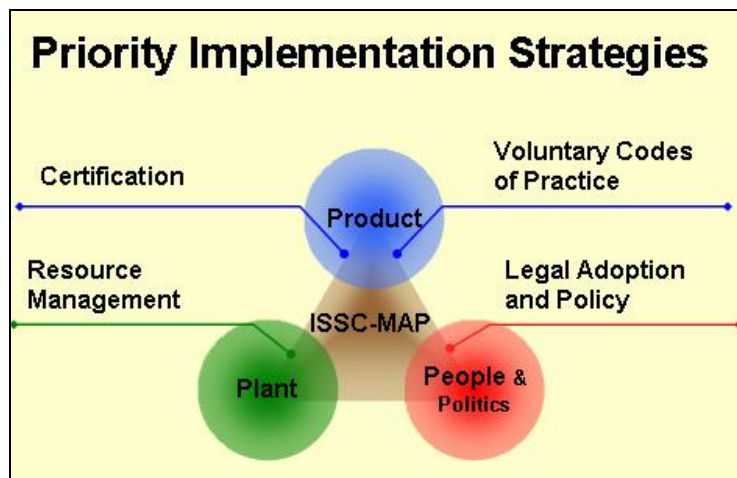 Priority Implementation Strategies
Certification
Voluntary Codes
of Practice
Product
Resource
Management
Legal Adoption
and Policy
ISSC-MAP
Plant
People &
Politics